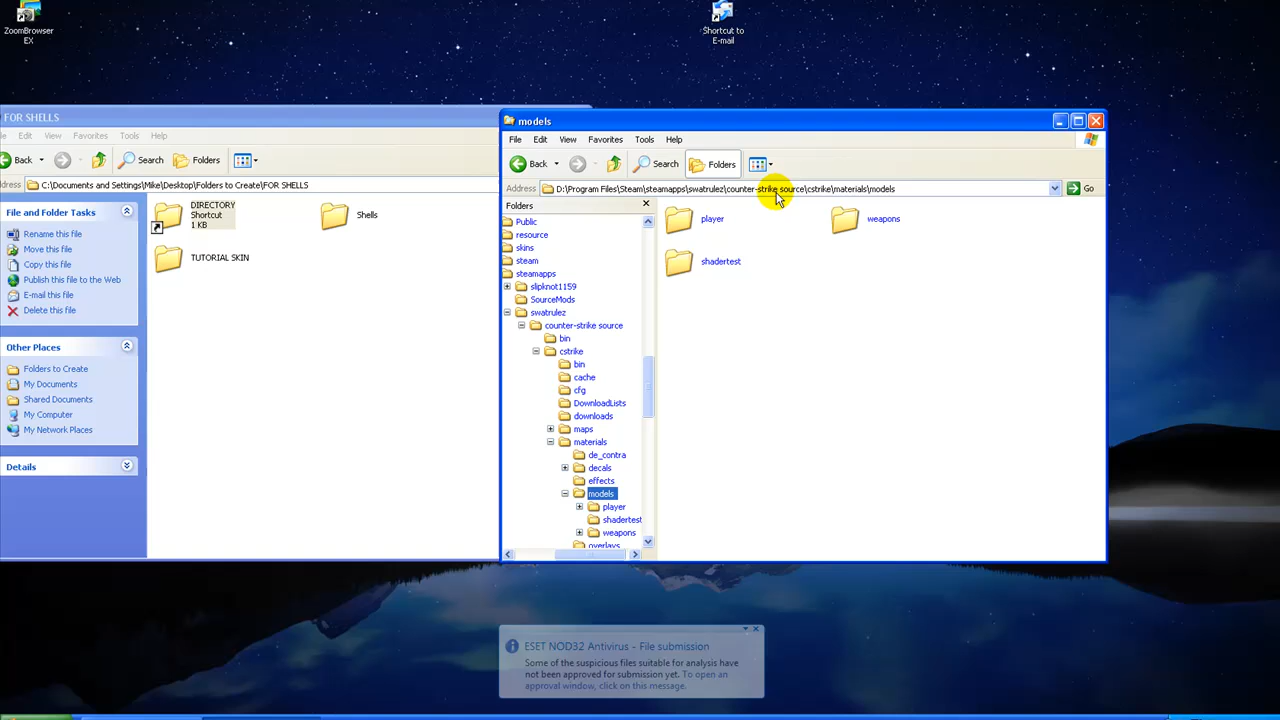 ZoomBrowser
EX
Shortcut to
E-mail
FOR SHELLS
Edit View Favorites Tools Help
Back Search Folders
C:\Documents and Settings\Mike\Desktop\Folders to Create\FOR SHELLS
File and Folder Tasks
Rename this file
Move this file
Copy this file
Publish this file to the Web
E-mail this file
Delete this file
Other Places
Folders to Create
My Documents
Shared Documents
My Computer
My Network Places
Details
DIRECTORY
Shortcut
1 KB
Shells
TUTORIAL SKIN
models
File Edit View Favorites Tools Help
Back Search Folders
Address D:\Program Files\Steam\steamapps\swatrulez\counter-strike source\cstrike\materials\models Go
Folders
Public
resource
skins
steam
steamapps
slipknot1159
SourceMods
swatrulez
counter-strike source
bin
cstrike
bin
cache
cfg
DownloadLists
downloads
maps
materials
de_contra
decals
effects
models
player
shadertest
weapons
overlays
player weapons
shadertest
ESET NOD32 Antivirus - File submission
Some of the suspicious files suitable for analysis have
not been approved for submission yet. To open an
approval window, click on this message.